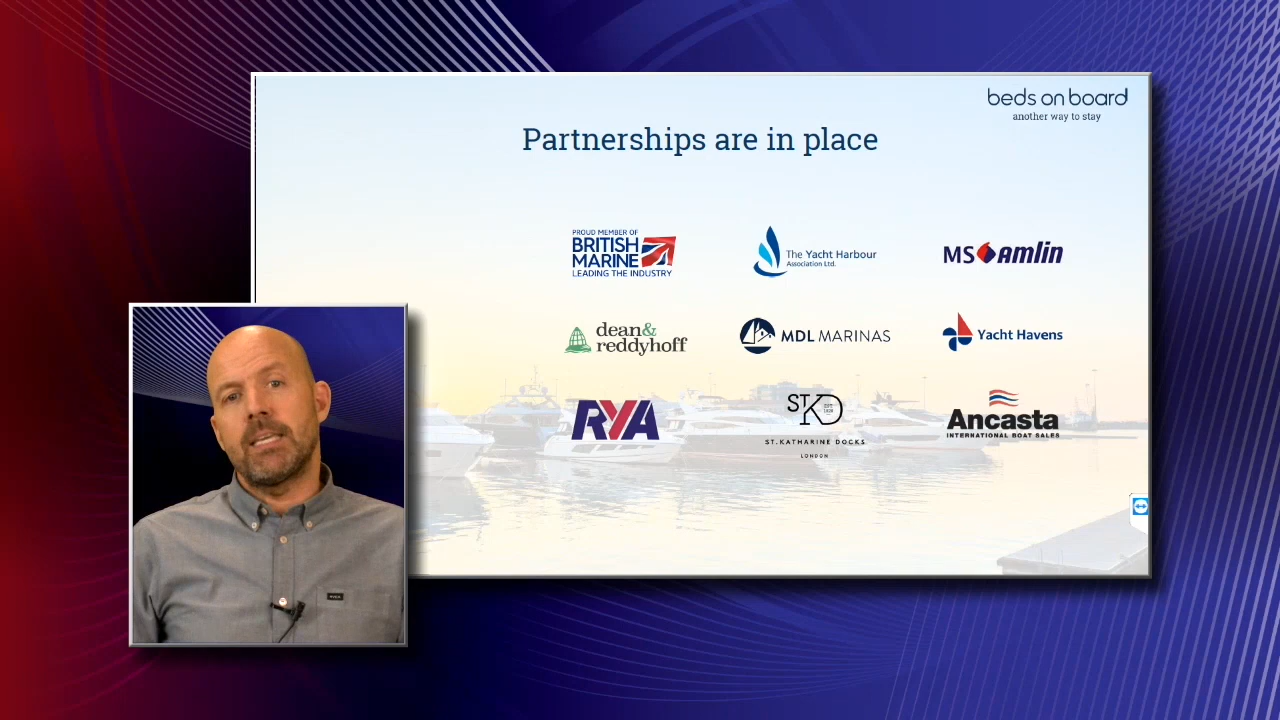 beds on board
another way to stay
Partnerships are in place
PROUD MEMBER OF
BRITISH
MARINE
LEADING THE INDUSTRY
The Yacht Harbour
Association Ltd.
MS amlin
dean&
reddyhoff
MDL MARINAS
Yacht Havens
RYA
ST KD
ST. KATHARINE DOCKS
LONDON
Ancasta
INTERNATIONAL BOAT SALES